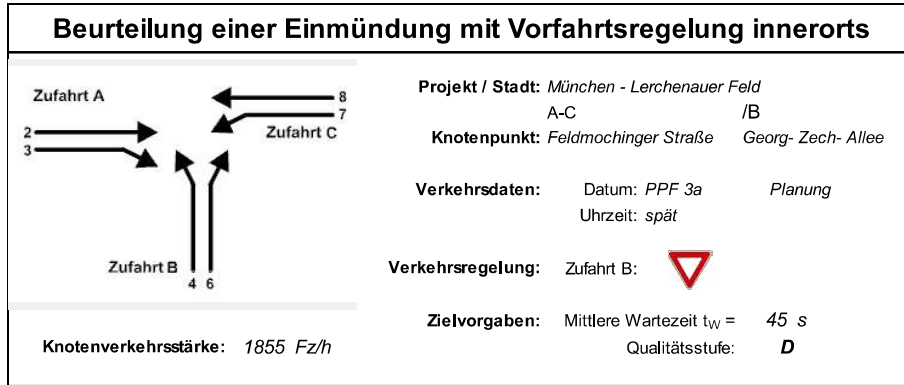 Beurteilung einer Einmündung mit Vorfahrtsregelung innerorts
Zufahrt A
8
7
Zufahrt C
2
3
Zufahrt B
4 6
Knotenverkehrsstärke: 1855 Fz/h
Projekt / Stadt: München - Lerchenauer Feld
A-C /B
Knotenpunkt: Feldmochinger Straße Georg- Zech- Allee
Verkehrsdaten: Datum: PPF 3a Planung
Uhrzeit: spät
Verkehrsregelung: Zufahrt B:
Zielvorgaben: Mittlere Wartezeit tW = 45 s
Qualitätsstufe: D